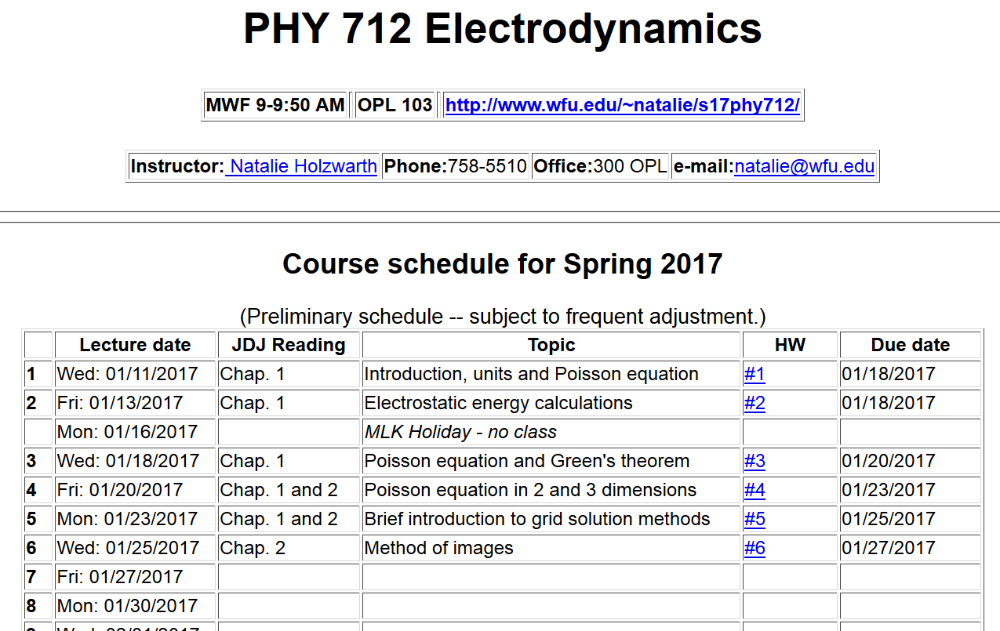 PHY 712 Electrodynamics
MWF 9-9:50 AM OPL 103 http://www.wfu.edu/~natalie/s17phy712/
Instructor: Natalie Holzwarth Phone:758-5510 Office:300 OPL e-mail:natalie@wfu.edu
Course schedule for Spring 2017
(Preliminary schedule -- subject to frequent adjustment.)
Lecture date JDJ Reading Topic HW Due date
1 Wed: 01/11/2017 Chap. 1 Introduction, units and Poisson equation #1 01/18/2017
2 Fri: 01/13/2017 Chap. 1 Electrostatic energy calculations #2 01/18/2017
Mon: 01/16/2017 MLK Holiday - no class
3 Wed: 01/18/2017 Chap. 1 Poisson equation and Green's theorem #3 01/20/2017
4 Fri: 01/20/2017 Chap. 1 and 2 Poisson equation in 2 and 3 dimensions #4 01/23/2017
5 Mon: 01/23/2017 Chap. 1 and 2 Brief introduction to grid solution methods #5 01/25/2017
6 Wed: 01/25/2017 Chap. 2 Method of images #6 01/27/2017
7 Fri: 01/27/2017
8 Mon: 01/30/2017